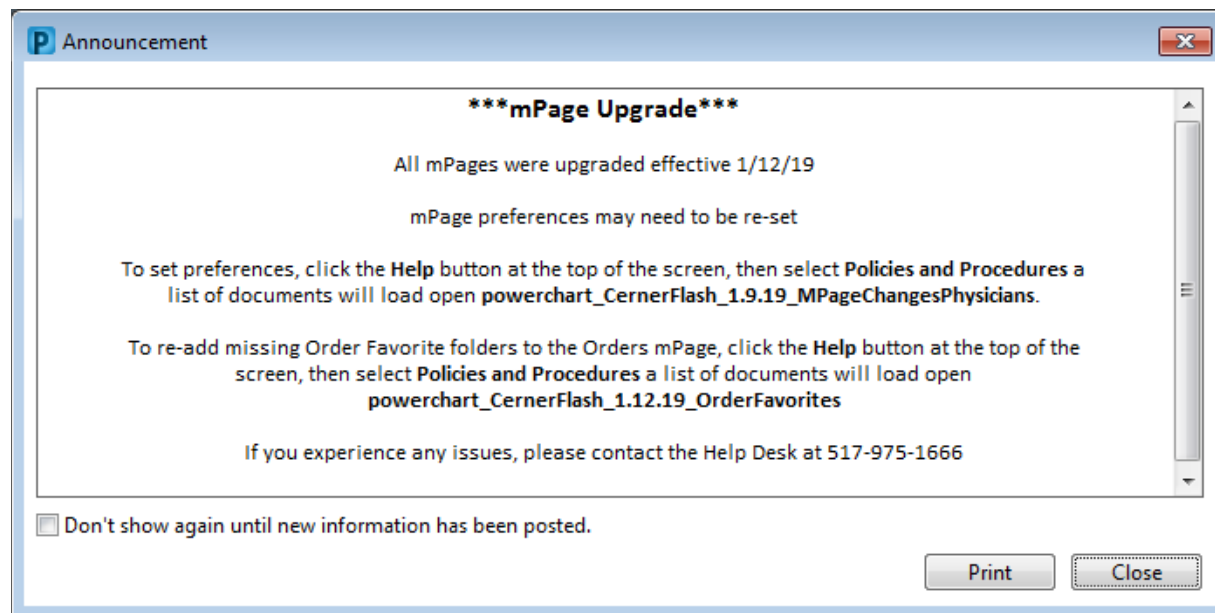 P Announcement
***mPage Upgrade***
All mPages were upgraded effective 1/12/19
mPage preferences may need to be re-set
To set preferences, click the Help button at the top of the screen, then select Policies and Procedures a
list of documents will load open powerchart_CernerFlash_1.9.19_MPageChangesPhysicians.
To re-add missing Order Favorite folders to the Orders mPage, click the Help button at the top of the
screen, then select Policies and Procedures a list of documents will load open
powerchart_CernerFlash_1.12.19_OrderFavorites
If you experience any issues, please contact the Help Desk at 517-975-1666
Don't show again until new information has been posted.
Print Close